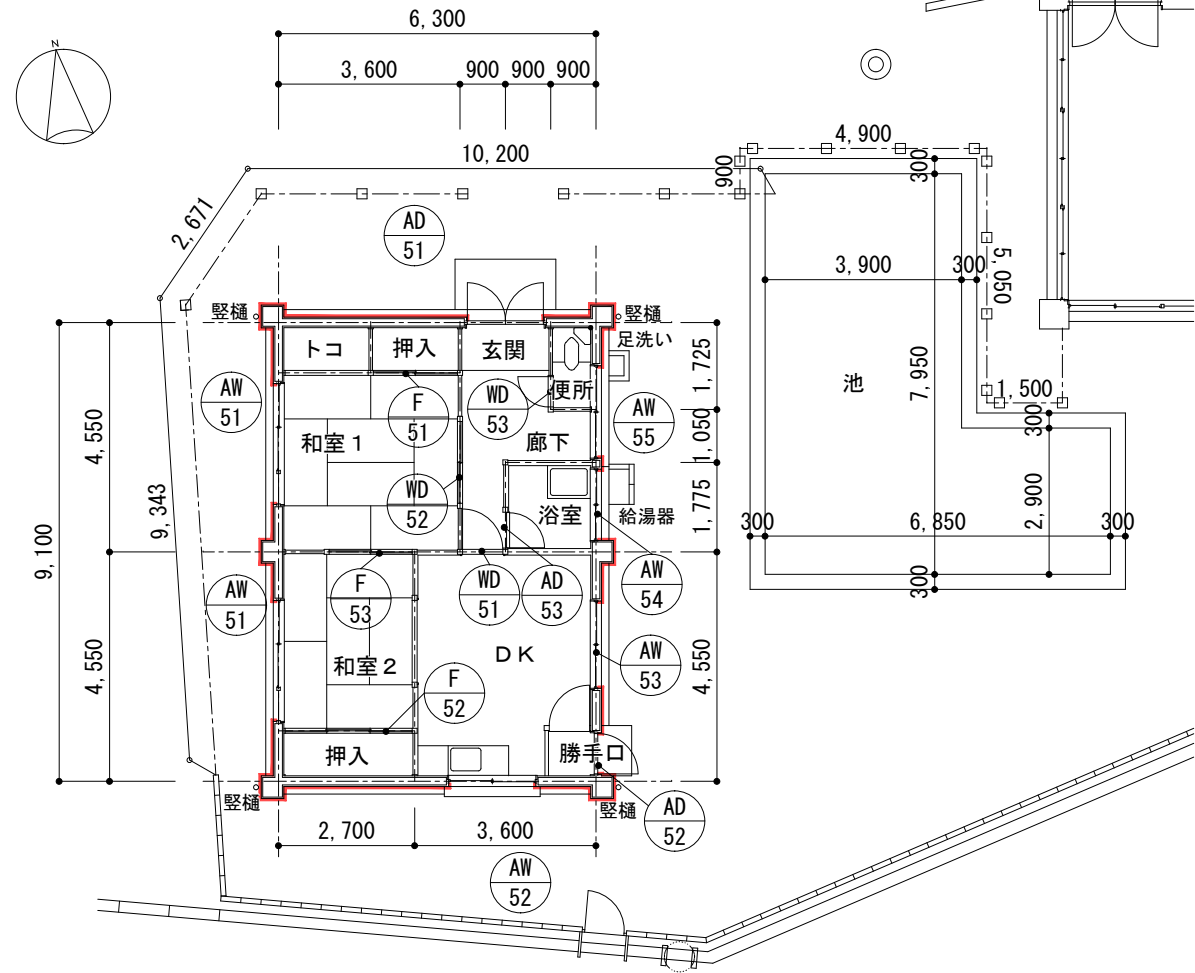 6,300
N
3,600
900
900
900
4,900
10,200
900
300
2,671
AD
51
5,050
3,900
300
竪樋
竪樋
足洗い
トコ
押入
玄関
1,725
便所
AW
51
F
51
WD
53
AW
55
池
7,950
1,500
300
4,550
和室1
廊下
1,050
WD
52
9,343
浴室
給湯器
1,775
300
6,850
2,900
300
9,100
F
53
WD
51
AD
53
AW
54
AW
51
300
4,550
DK
AW
53
4,550
和室2
F
52
押入
勝手口
竪樋
竪樋
AD
52
2,700
3,600
AW
52